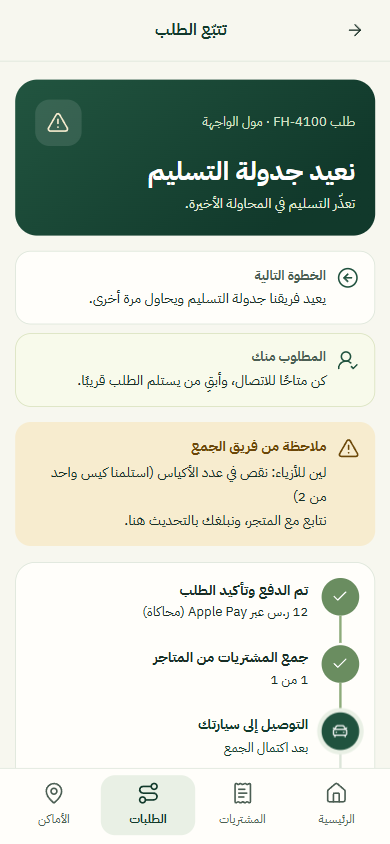 تتبّع الطلب
طلب FH-4100 · مول الواجهة
نعيد جدولة التسليم
تعذّر التسليم في المحاولة الأخيرة.
الخطوة التالية
يعيد فريقنا جدولة التسليم ويحاول مرة أخرى.
المطلوب منك
كن متاحًا للاتصال، وأبقِ من يستلم الطلب قريبًا.
ملاحظة من فريق الجمع
لين للأزياء: نقص في عدد الأكياس (استلمنا كيس واحد
من 2)
نتابع مع المتجر، ونبلغك بالتحديث هنا.
تم الدفع وتأكيد الطلب
12 ر.س عبر Apple Pay (محاكاة)
جمع المشتريات من المتاجر
1 من 1
التوصيل إلى سيارتك
بعد اكتمال الجمع
الرئيسية
المشتريات
الطلبات
الأماكن